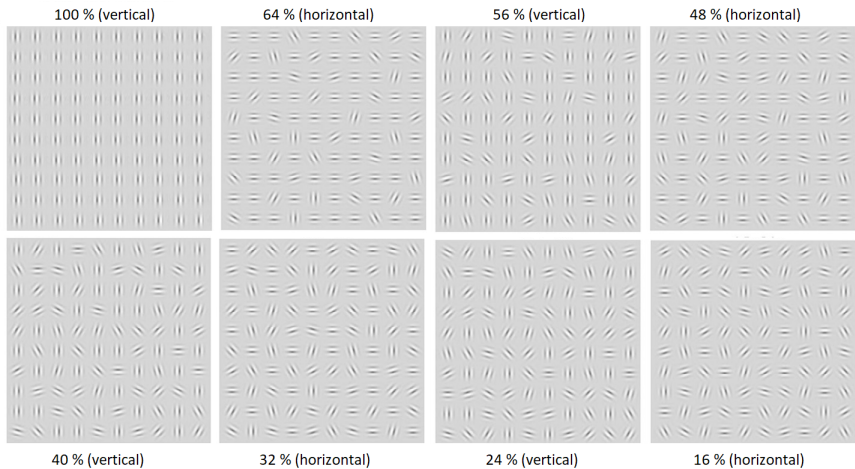 100 % (vertical)
64 % (horizontal)
56 % (vertical)
48 % (horizontal)
40 % (vertical)
32 % (horizontal)
24 % (vertical)
16 % (horizontal)